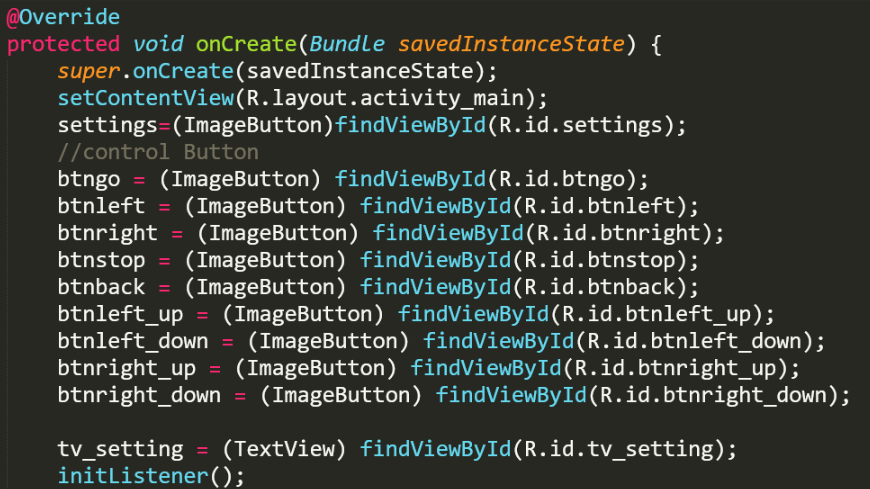 @Override
protected void onCreate(Bundle savedInstanceState) {
super.onCreate(savedInstanceState);
setContentView(R.layout.activity_main);
settings=(ImageButton)findViewById(R.id.settings);
//control Button
btngo = (ImageButton) findViewById(R.id.btngo);
btnleft = (ImageButton) findViewById(R.id.btnleft);
btnright = (ImageButton) findViewById(R.id.btnright);
btnstop = (ImageButton) findViewById(R.id.btnstop);
btnback = (ImageButton) findViewById(R.id.btnback);
btnleft_up = (ImageButton) findViewById(R.id.btnleft_up);
btnleft_down = (ImageButton) findViewById(R.id.btnleft_down);
btnright_up = (ImageButton) findViewById(R.id.btnright_up);
btnright_down = (ImageButton) findViewById(R.id.btnright_down);
tv_setting = (TextView) findViewById(R.id.tv_setting);
initListener();